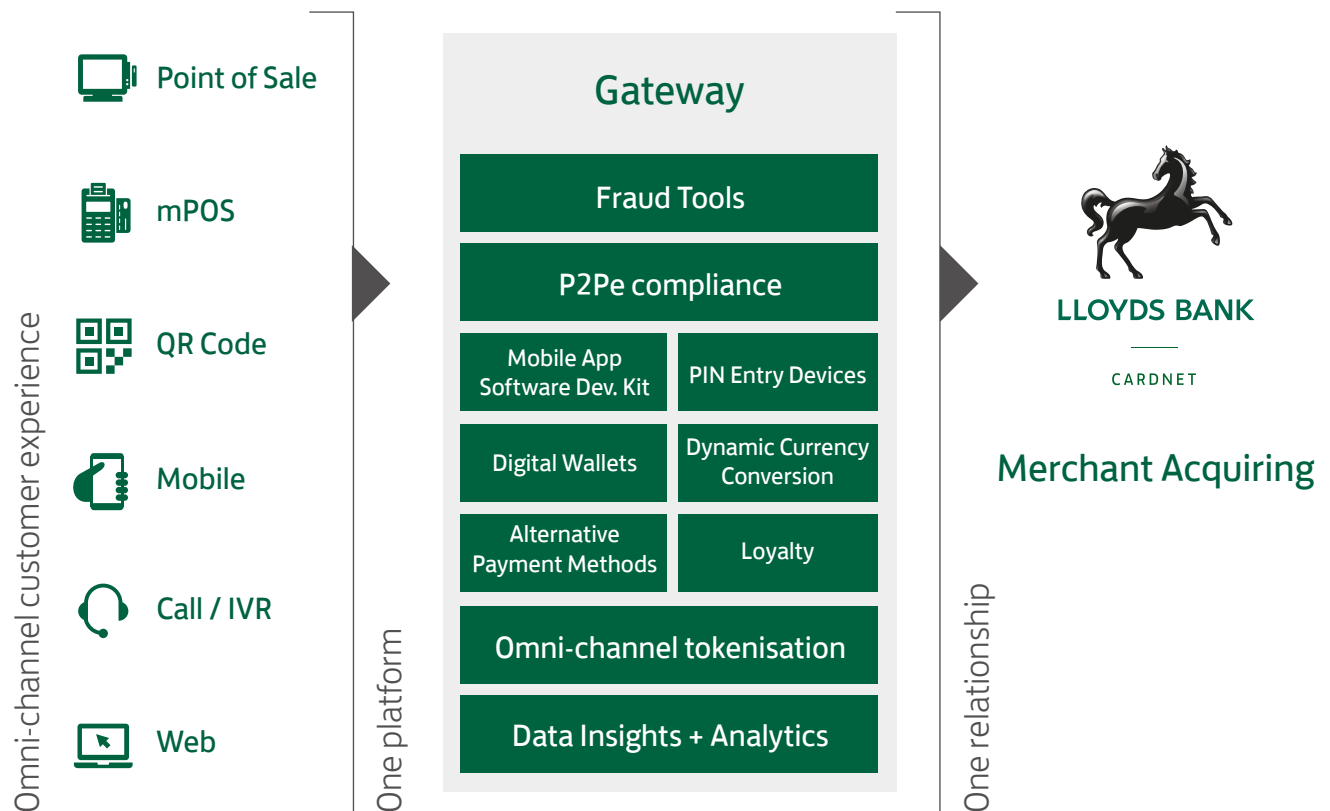 Omni-channel customer experience
Point of Sale
mPOS
QR Code
Mobile
Call / IVR
Web
One platform
Gateway
Fraud Tools
P2Pe compliance
Mobile App
Software Dev. Kit
PIN Entry Devices
Digital Wallets
Dynamic Currency
Conversion
Alternative
Payment Methods
Loyalty
Omni-channel tokenisation
Data Insights + Analytics
One relationship
LLOYDS BANK
CARDNET
Merchant Acquiring